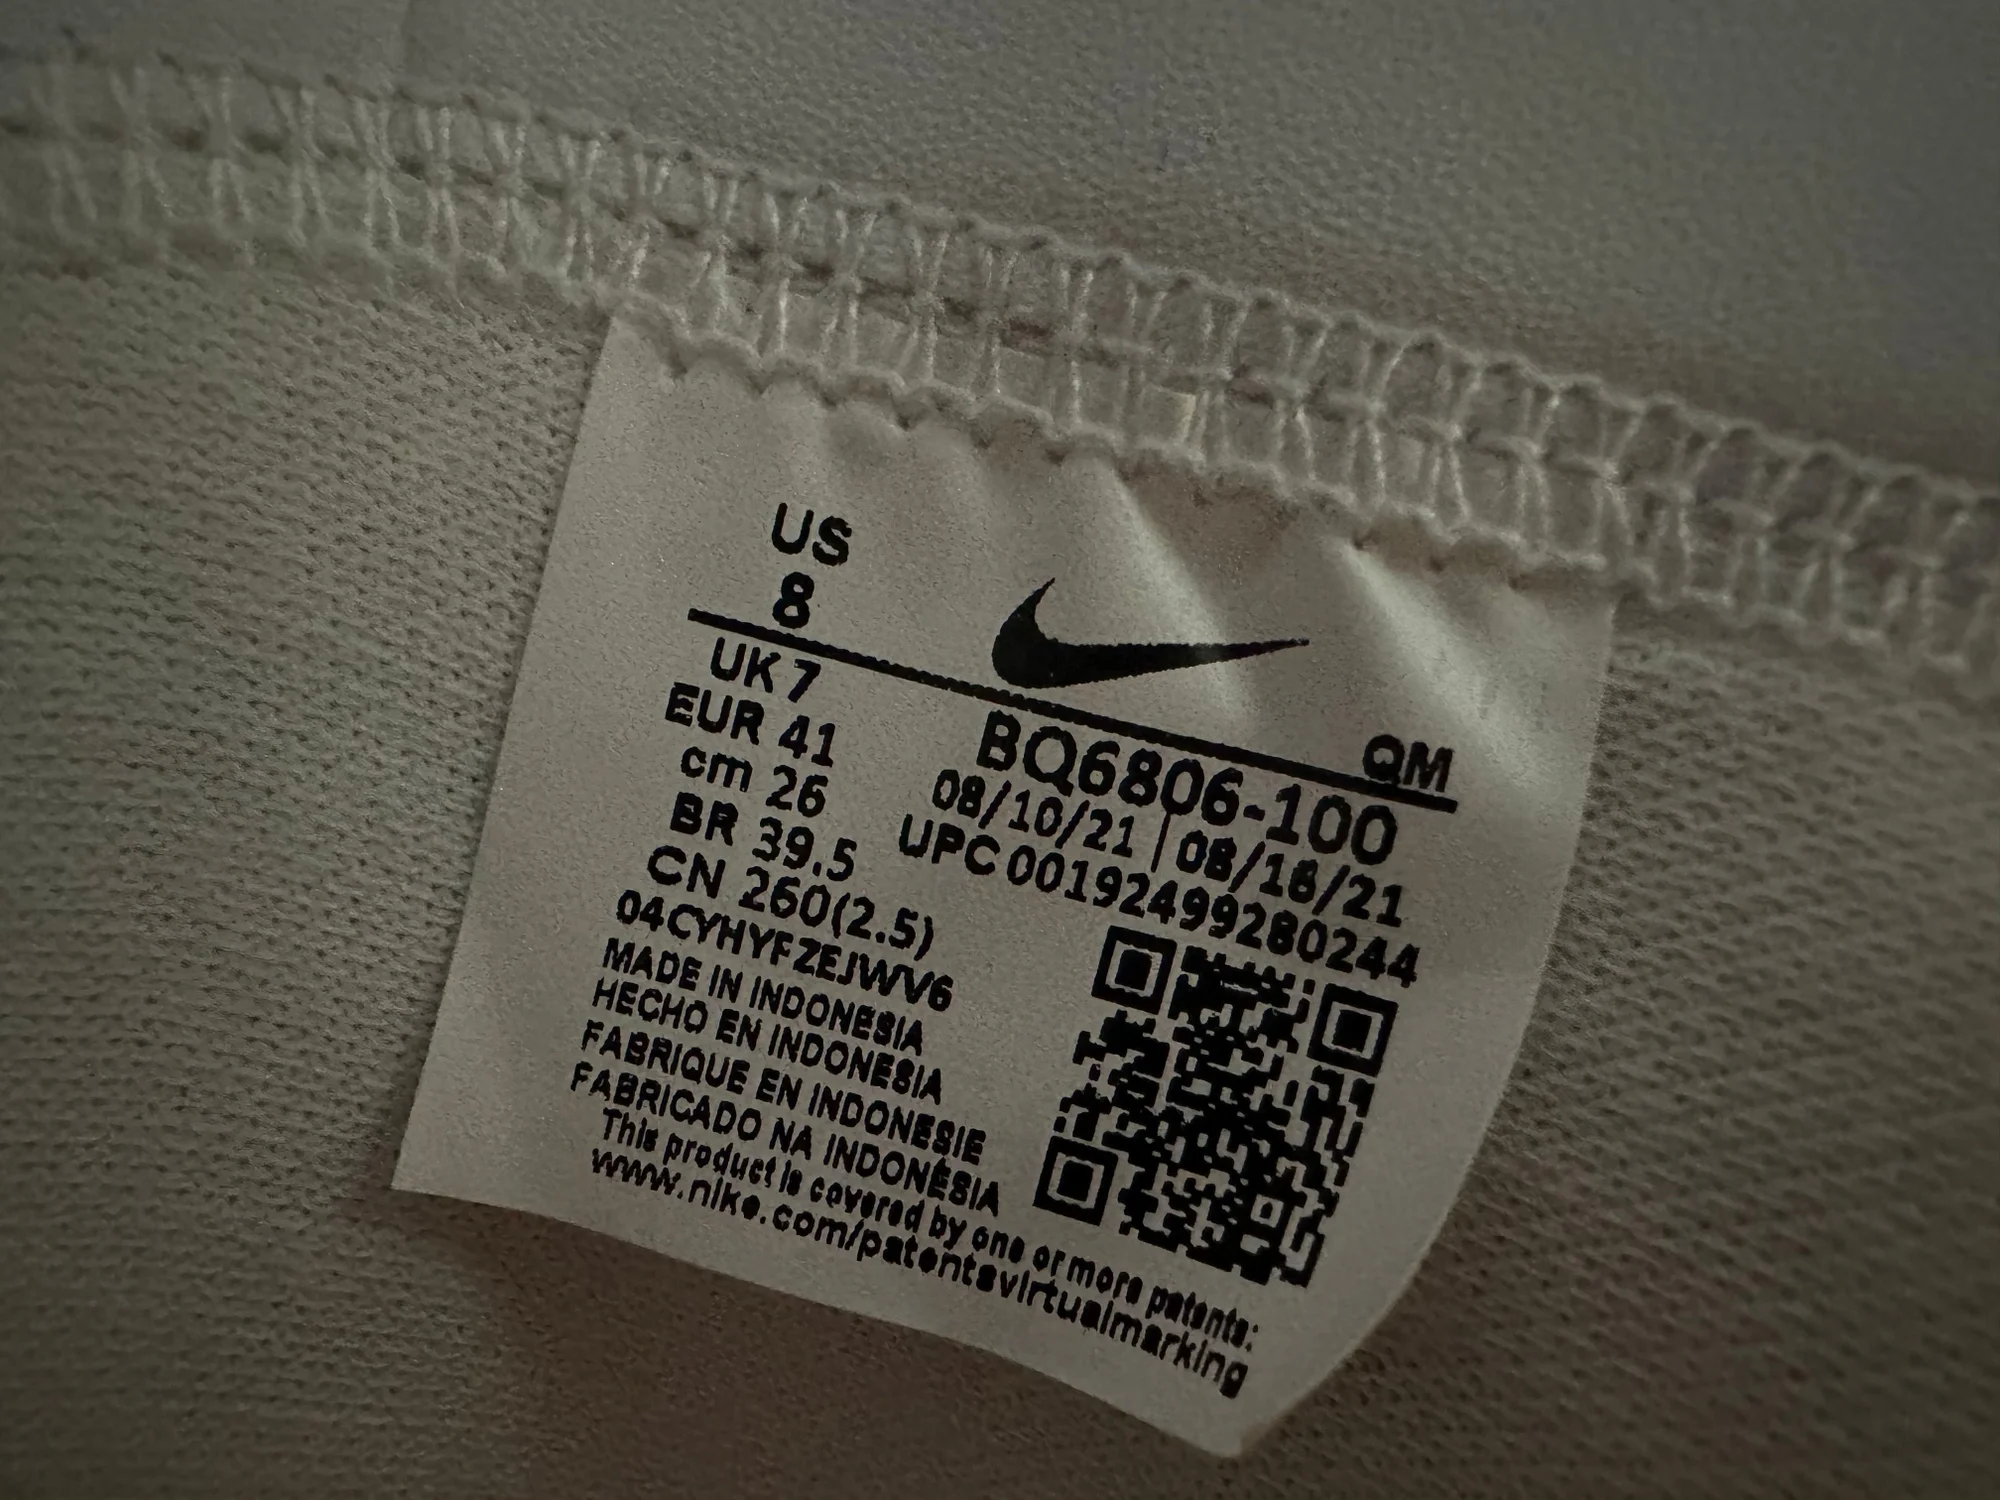 US
8
UK 7
EUR 41
cm 26
BR 39.5
CN 260(2.5)
QM
BQ6806-100
08/10/21 | 08/18/21
UPC 00192499280244
04CYHYFZEJWV6
MADE IN INDONESIA
HECHO EN INDONESIA
FABRIQUE EN INDONESIE
FABRICADO NA INDONÉSIA
This product is covered by one or more patents:
www.nike.com/patentsvirtualmarking